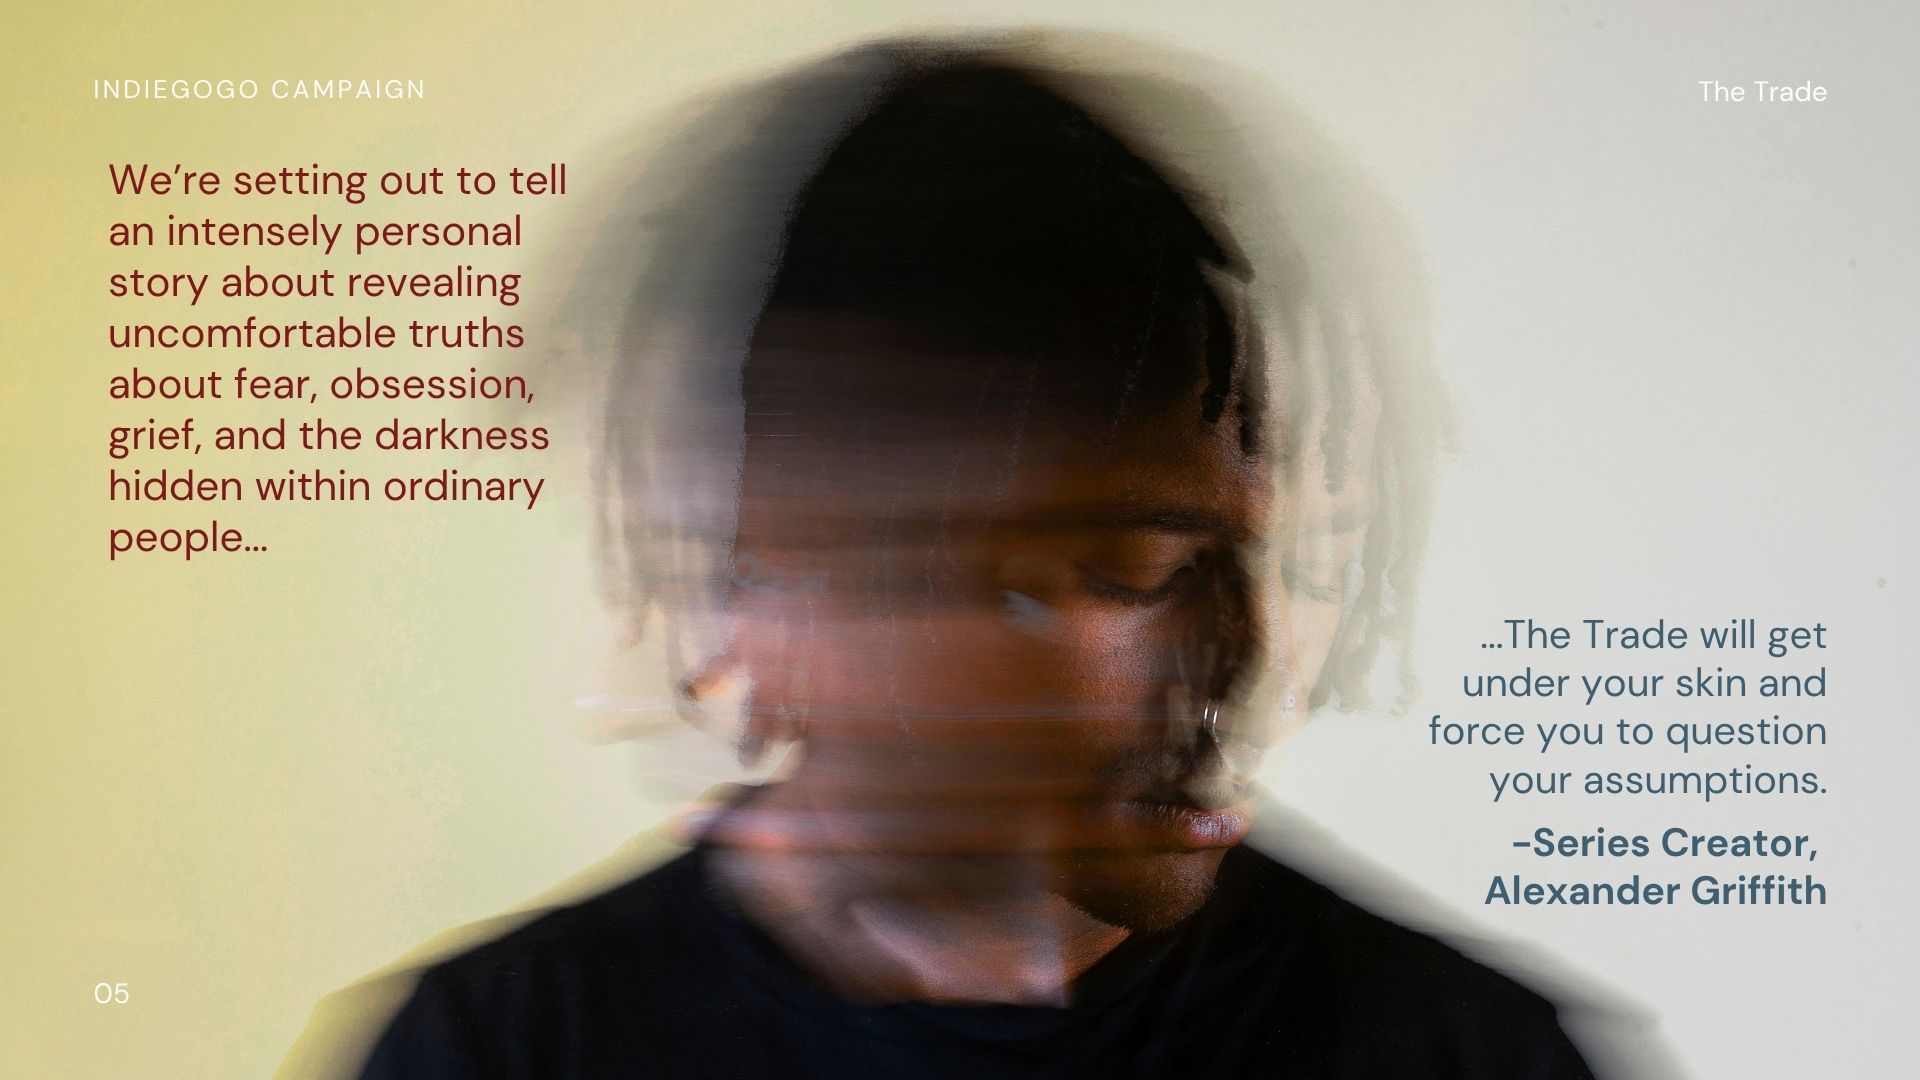 INDIEGOGO CAMPAIGN
The Trade
We’re setting out to tell
an intensely personal
story about revealing
uncomfortable truths
about fear, obsession,
grief, and the darkness
hidden within ordinary
people...
...The Trade will get
under your skin and
force you to question
your assumptions.
–Series Creator,
Alexander Griffith
05